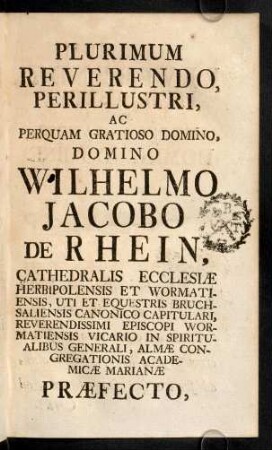 PLURIMUM
REVERENDO,
PERILLUSTRI,
AC
PERQUAM GRATIOSO DOMINO,
DOMINO
WILHELMO
JACOBO
DE RHEIN,
CATHEDRALIS ECCLESIÆ
HERBIPOLENSIS ET WORMATI-
ENSIS, UTI ET EQUESTRIS BRUCH-
SALIENSIS CANONICO CAPITULARI,
REVERENDISSIMI EPISCOPI WOR-
MATIENSIS VICARIO IN SPIRITU-
ALIBUS GENERALI, ALMÆ CON-
GREGATIONIS ACADE-
MICÆ MARIANÆ
PRÆFECTO,